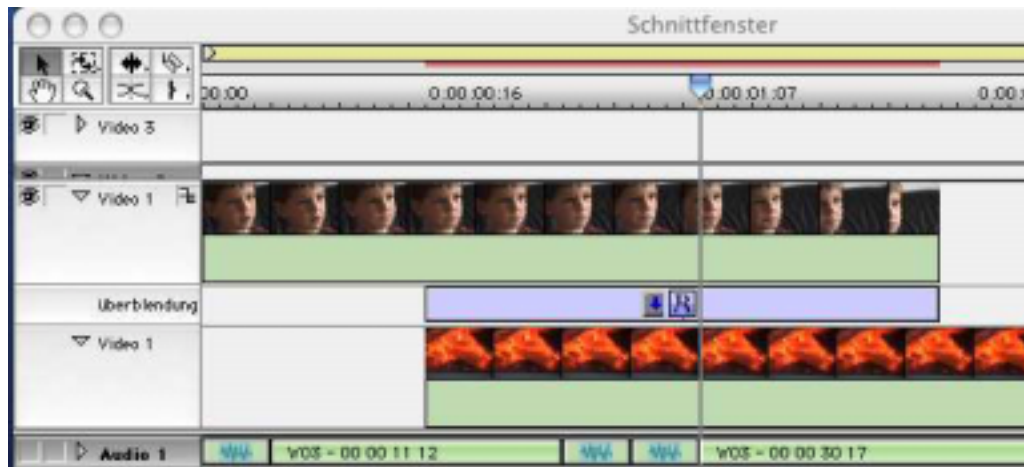 Schnittfenster
00:00 0:00:00:16 0:00:01:07 0:00:
Video 3
Video 1
Überblendung
Video 1
Audio 1 V03 - 00 00 11 12 V03 - 00 00 30 17